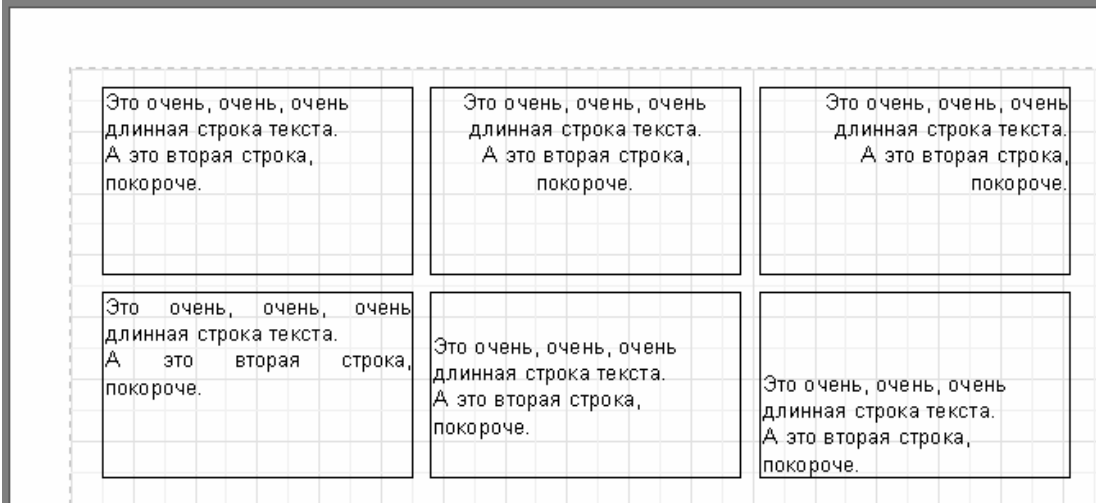 Это очень, очень, очень
длинная строка текста.
А это вторая строка,
покороче.
Это очень, очень, очень
длинная строка текста.
А это вторая строка,
покороче.
Это очень, очень, очень
длинная строка текста.
А это вторая строка,
покороче.
Это очень, очень, очень
длинная строка текста.
А это вторая строка,
покороче.
Это очень, очень, очень
длинная строка текста.
А это вторая строка,
покороче.
Это очень, очень, очень
длинная строка текста.
А это вторая строка,
покороче.